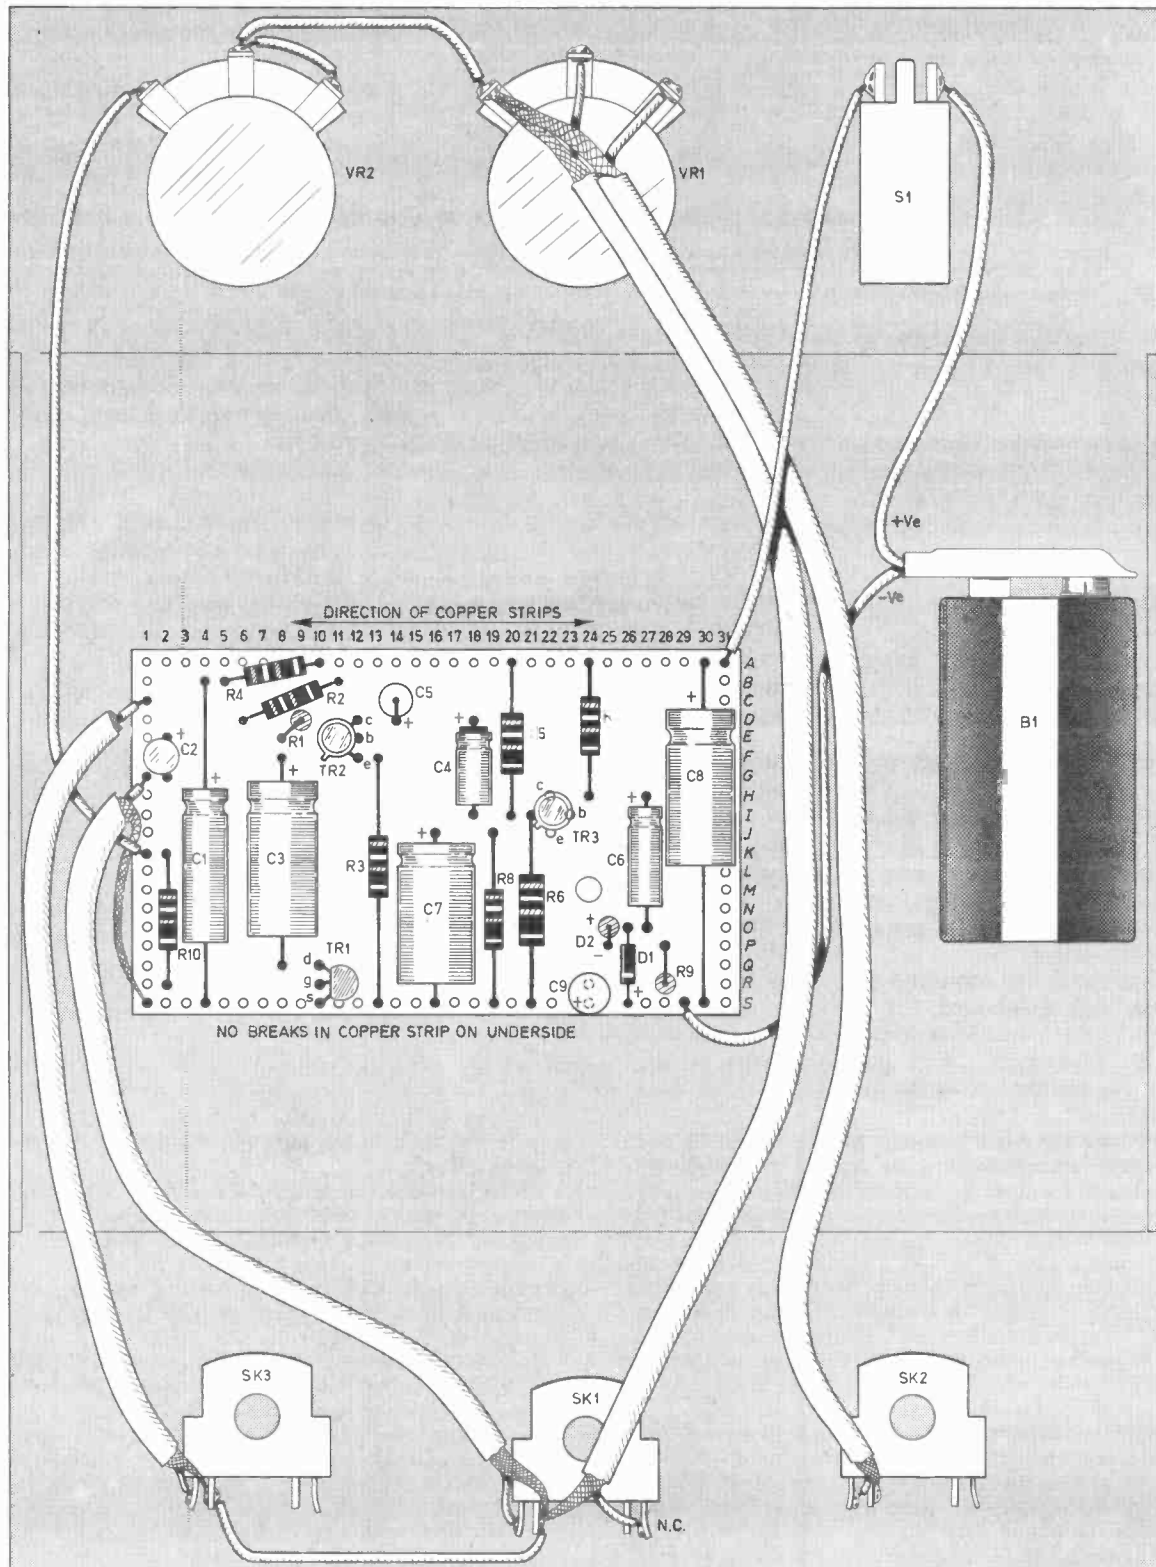 VR2
VR1
S1
+Ve
-Ve
B1
DIRECTION OF COPPER STRIPS
1 2 3 4 5 6 7 8 9 10 11 12 13 14 15 16 17 18 19 20 21 22 23 24 25 26 27 28 29 30 31
A
B
C
D
E
F
G
H
I
J
K
L
M
N
O
P
Q
R
S
R4
R2
C5
+
R1
c
b
e
TR2
+
C2
+
C4
+
C8
+
C1
+
C3
c
b
e
TR3
+
C6
R3
+
C7
R8
R6
+
D2
-
D1
+
R9
R10
TR1
d
g
s
C9
+
NO BREAKS IN COPPER STRIP ON UNDERSIDE
SK3
SK1
SK2
N.C.